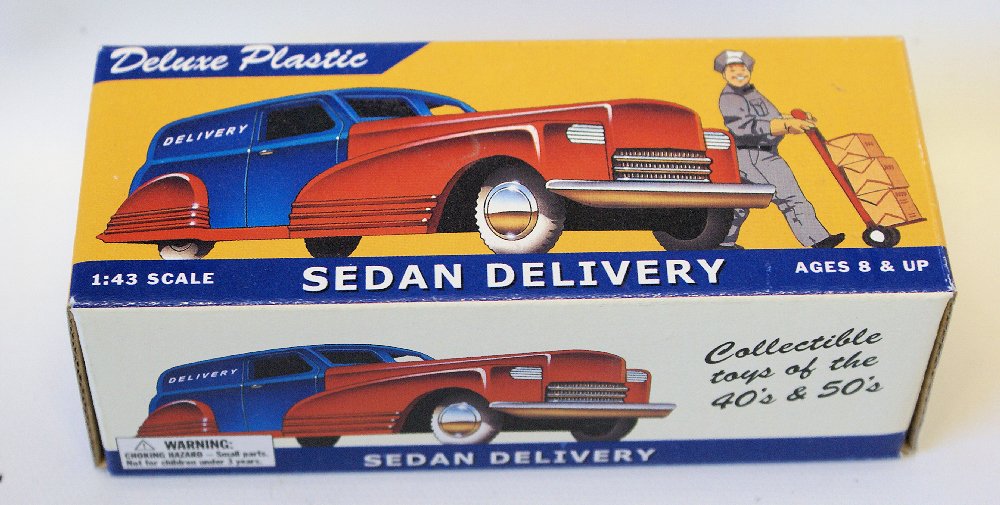 Deluxe Plastic
DELIVERY
1:43 SCALE
SEDAN DELIVERY
AGES 8 & UP
Collectible
toys of the
40's & 50's
DELIVERY
WARNING:
CHOKING HAZARD — Small parts.
Not for children under 3 years.
SEDAN DELIVERY